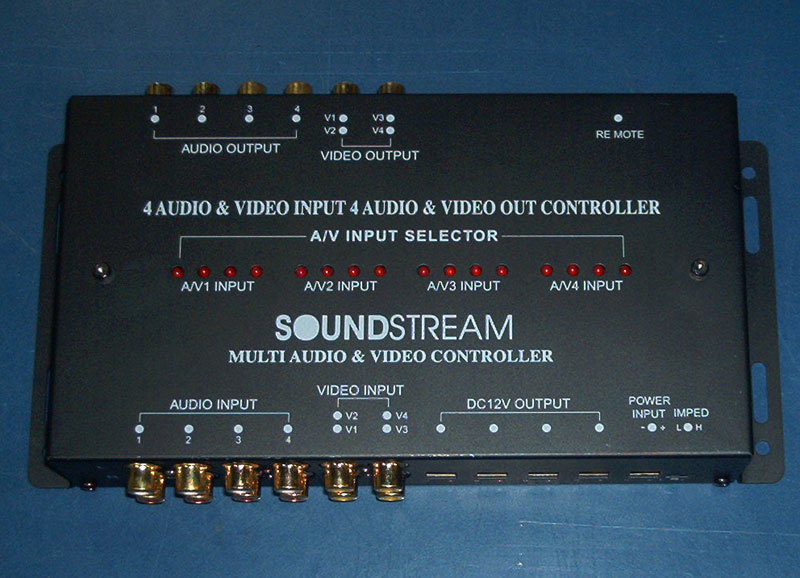 1 2 3 4
AUDIO OUTPUT
V1 V3
V2 V4
VIDEO OUTPUT
RE MOTE
4 AUDIO & VIDEO INPUT 4 AUDIO & VIDEO OUT CONTROLLER
A/V INPUT SELECTOR
A/V1 INPUT A/V2 INPUT A/V3 INPUT A/V4 INPUT
SOUNDSTREAM
MULTI AUDIO & VIDEO CONTROLLER
AUDIO INPUT
1 2 3 4
VIDEO INPUT
V2 V4
V1 V3
DC12V OUTPUT
POWER
INPUT IMPED
- + L H